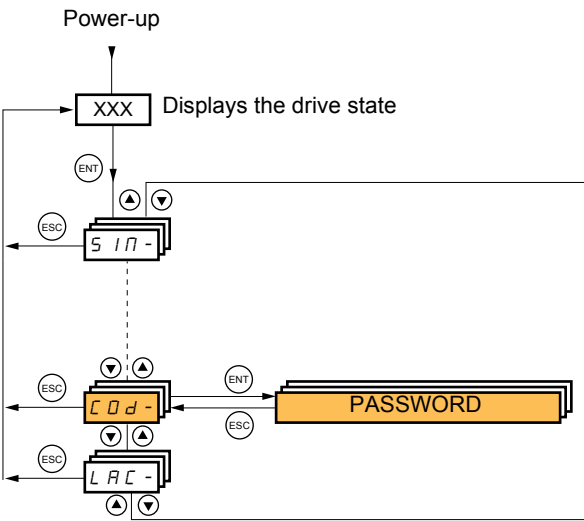 Power-up
XXX Displays the drive state
ENT
ESC
SIM-
ESC
ENT
COd-
PASSWORD
ESC
ESC
LAC-